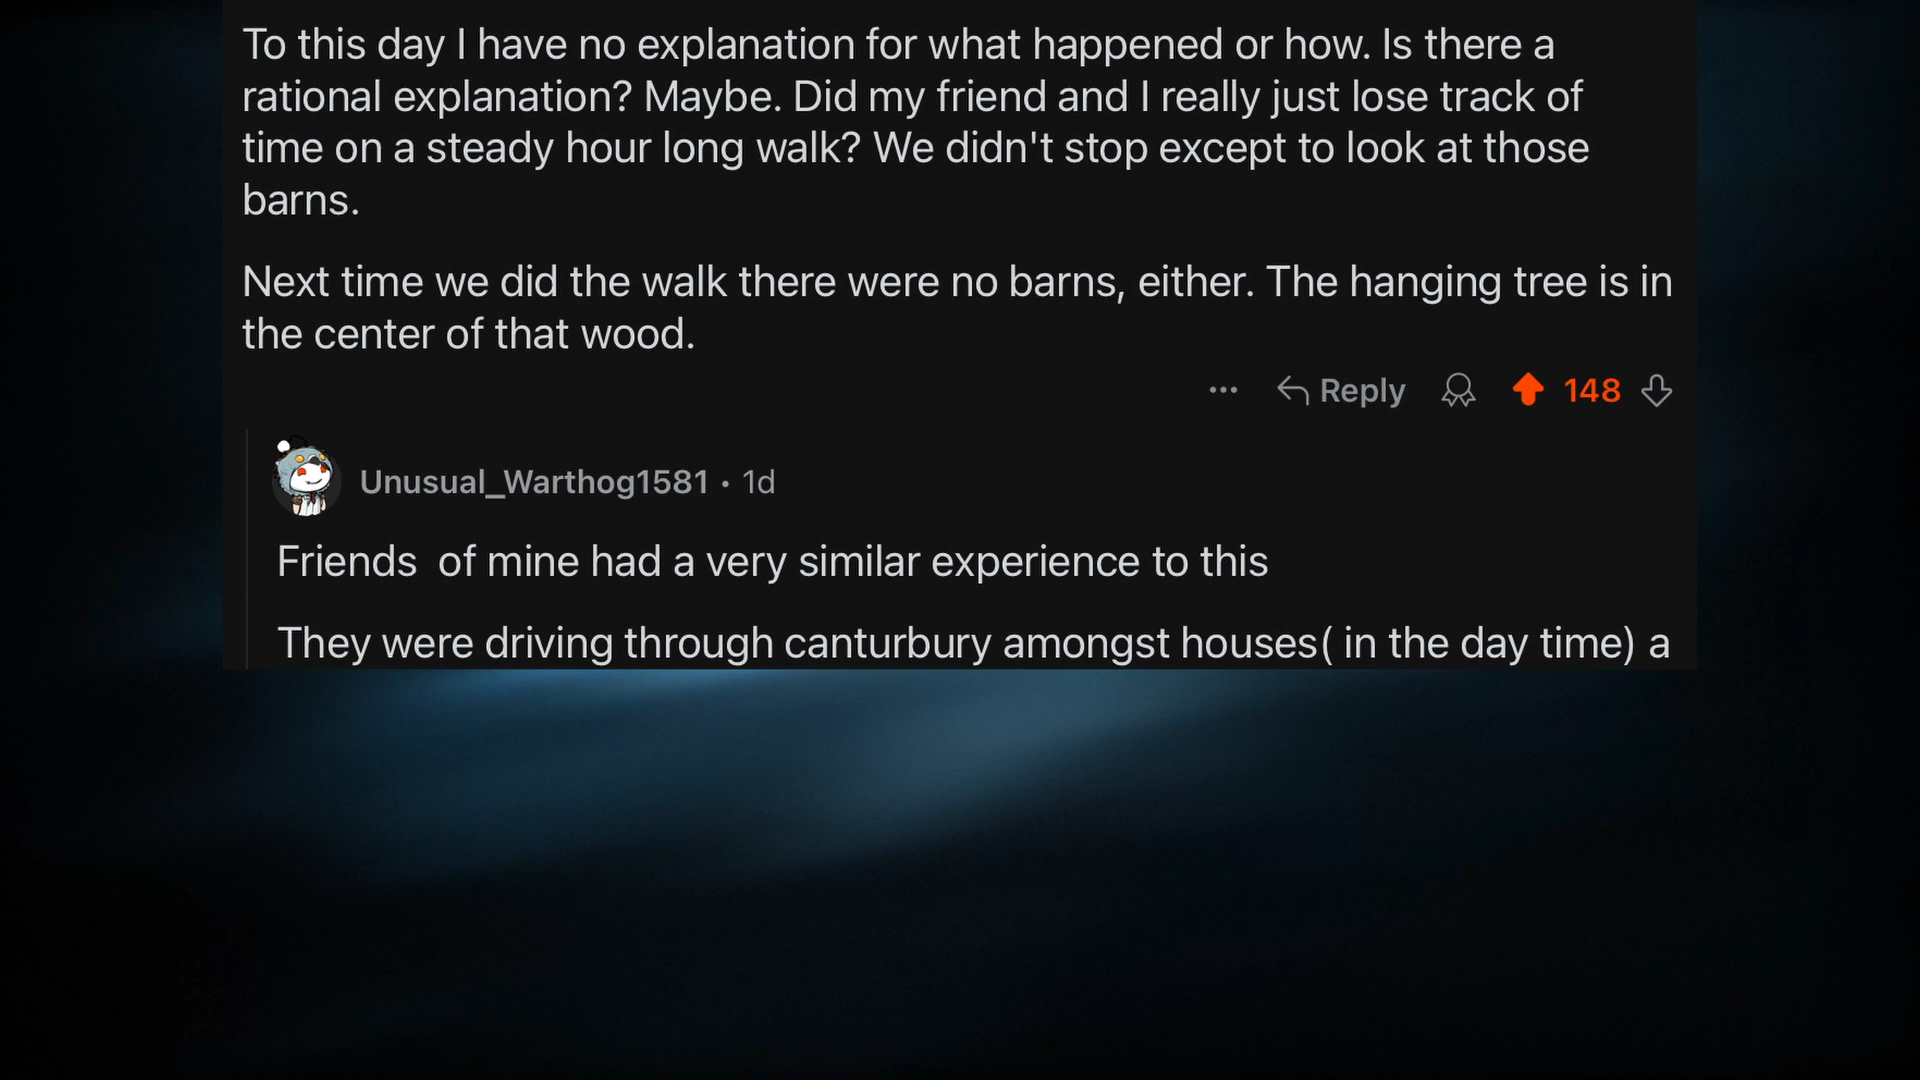 To this day I have no explanation for what happened or how. Is there a
rational explanation? Maybe. Did my friend and I really just lose track of
time on a steady hour long walk? We didn't stop except to look at those
barns.
Next time we did the walk there were no barns, either. The hanging tree is in
the center of that wood.
... Reply 148
Unusual_Warthog1581 • 1d
Friends  of mine had a very similar experience to this
They were driving through canturbury amongst houses( in the day time) a